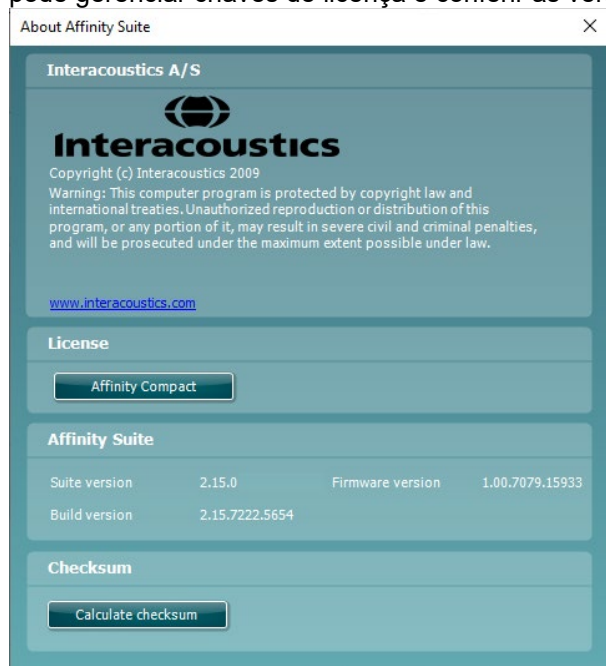 pode gerenciar chaves de licença e conferir as ver
About Affinity Suite
Interacoustics A/S
Interacoustics
Copyright (c) Interacoustics 2009
Warning: This computer program is protected by copyright law and
international treaties. Unauthorized reproduction or distribution of this
program, or any portion of it, may result in severe civil and criminal penalties,
and will be prosecuted under the maximum extent possible under law.
www.interacoustics.com
License
Affinity Compact
Affinity Suite
Suite version 2.15.0 Firmware version 1.00.7079.15933
Build version 2.15.7222.5654
Checksum
Calculate checksum